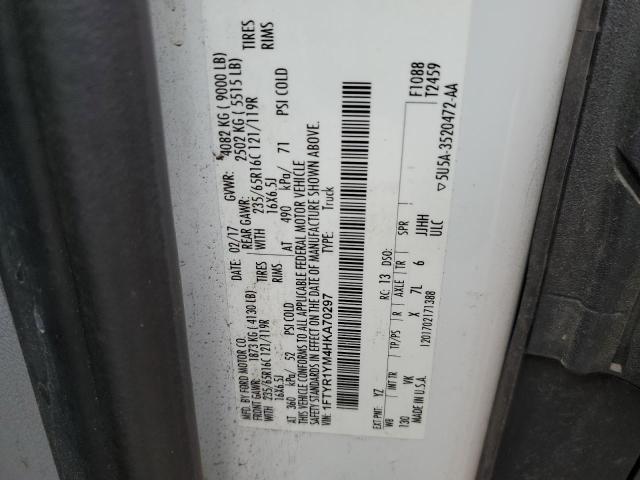 MFD. BY FORD MOTOR CO.
DATE: 02/17 GVWR: 4082 KG ( 9000 LB)
FRONT GAWR: 1873 KG ( 4130 LB) REAR GAWR: 2502 KG ( 5515 LB)
235/65R16C 121/119R TIRES WITH 235/65R16C 121/119R TIRES
16X6.5J RIMS 16X6.5J RIMS
AT 360 kPa/ 52 PSI COLD AT 490 kPa/ 71 PSI COLD
THIS VEHICLE CONFORMS TO ALL APPLICABLE FEDERAL MOTOR VEHICLE
SAFETY STANDARDS IN EFFECT ON THE DATE OF MANUFACTURE SHOWN ABOVE.
VIN: 1FTYR1YM4HKA70297
TYPE: Truck
EXT PNT: YZ RC: 13 DSO: F1088
T2459
WB INT TR TP/PS R AXLE TR SPR
130 VK X 7L 6 JJHH
ULC
MADE IN U.S.A. 1201702171388 5U5A-3520472-AA